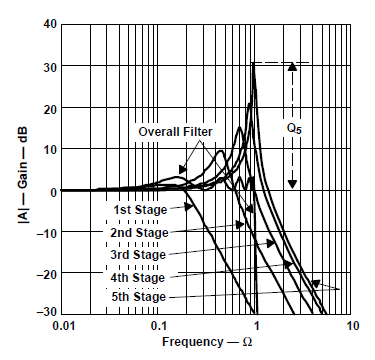 40
30
20
10
0
−10
−20
−30
|A| — Gain — dB
Overall Filter
Q5
1st Stage
2nd Stage
3rd Stage
4th Stage
5th Stage
0.01 0.1 1 10
Frequency — Ω